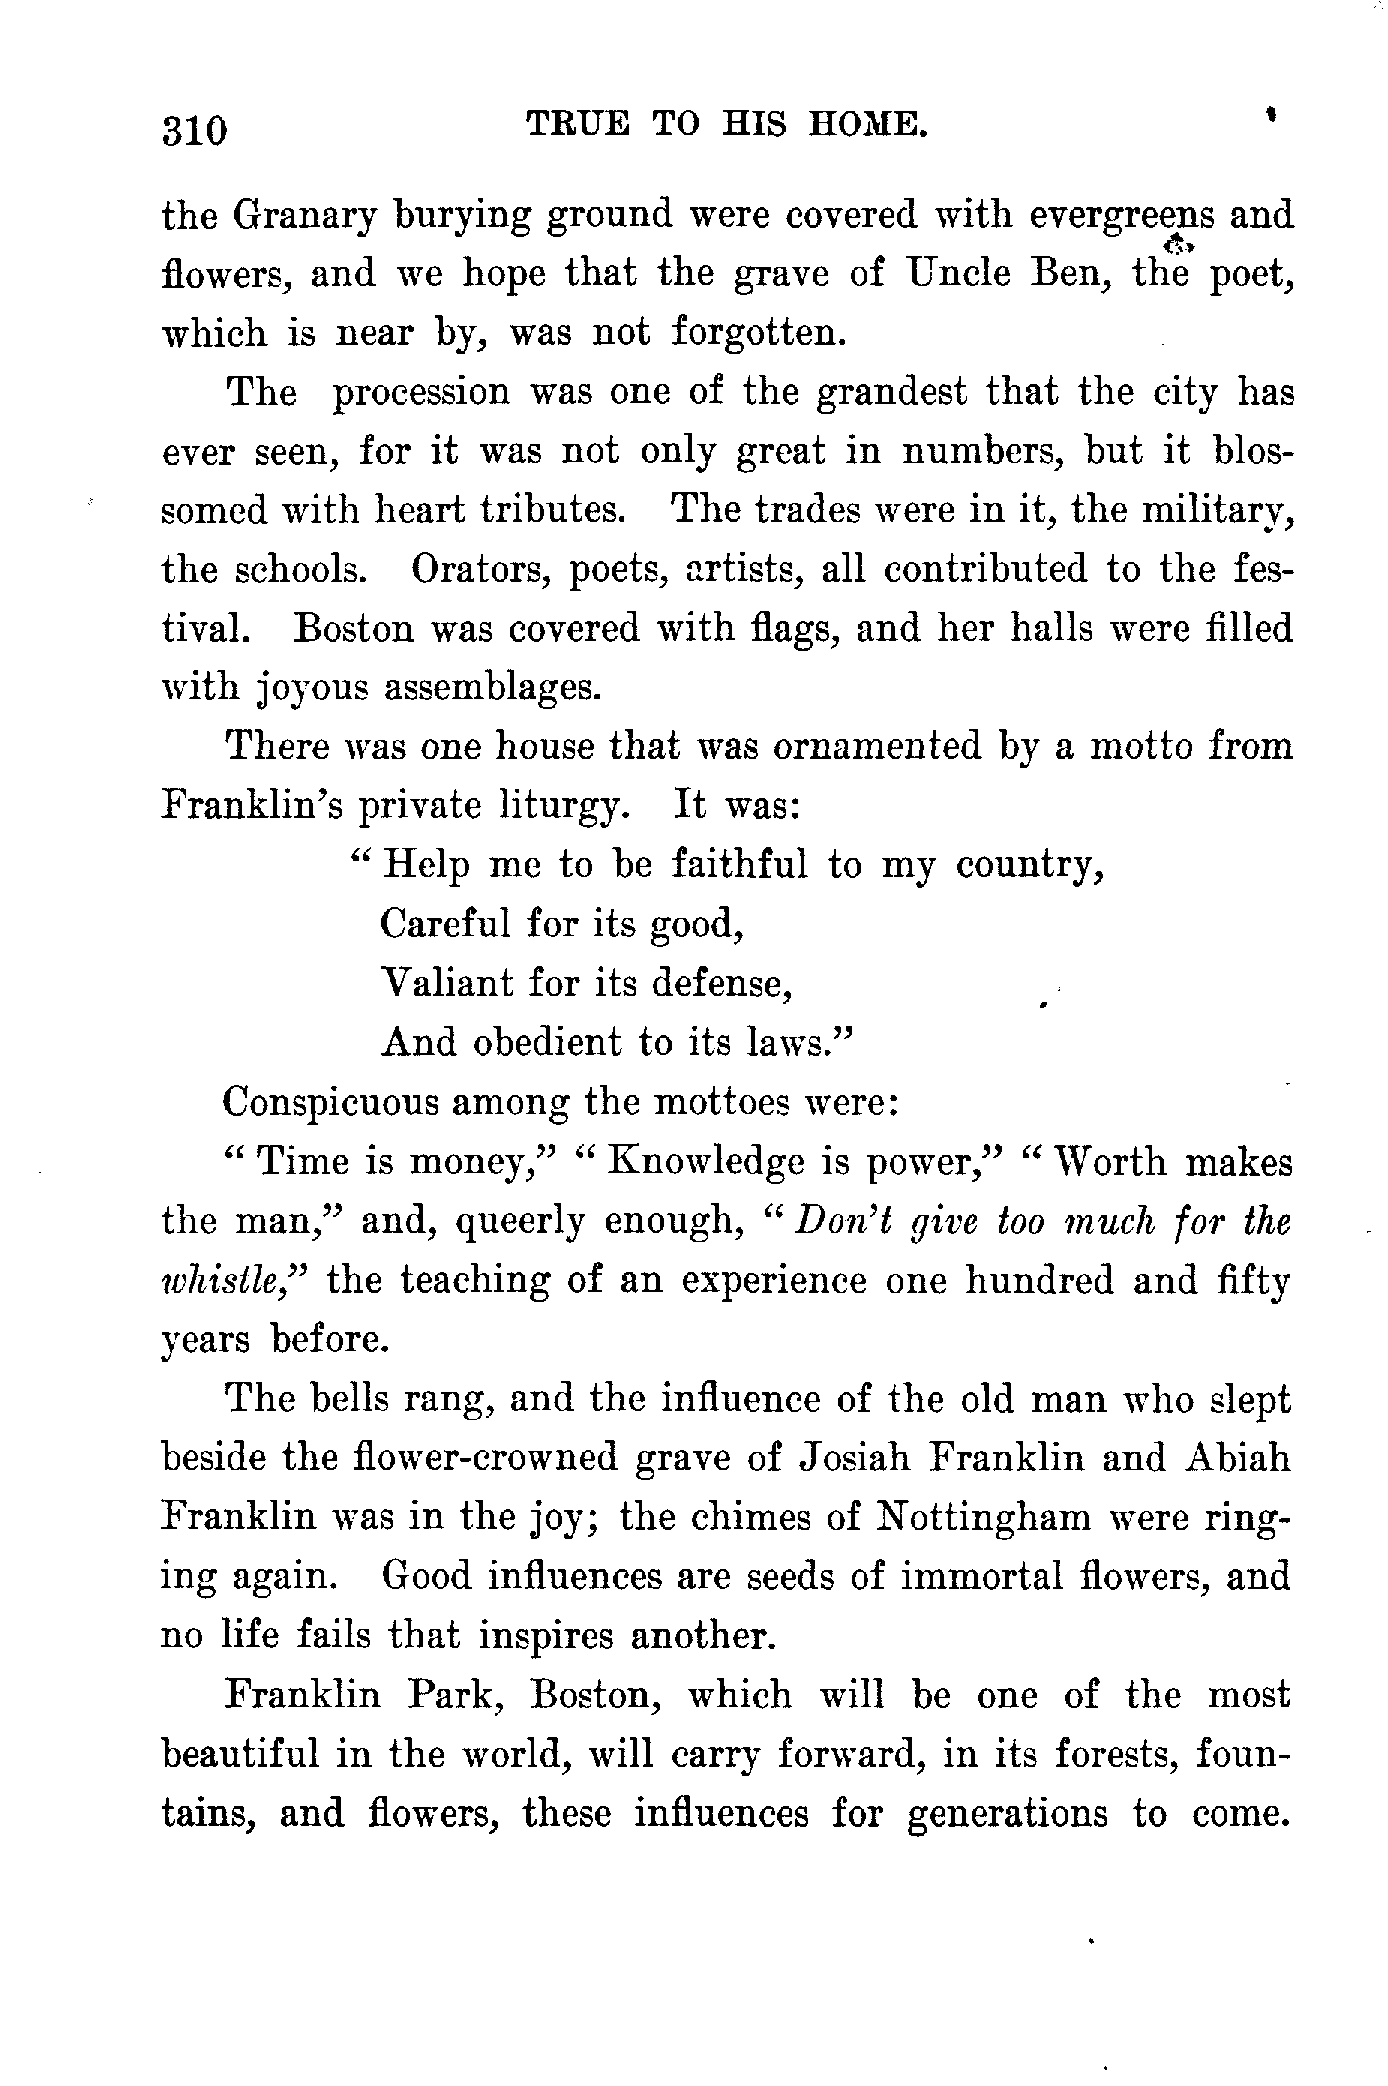 310 TRUE TO HIS HOME.
the Granary burying ground were covered with evergreens and
flowers, and we hope that the grave of Uncle Ben, the poet,
which is near by, was not forgotten.
The procession was one of the grandest that the city has
ever seen, for it was not only great in numbers, but it blos-
somed with heart tributes. The trades were in it, the military,
the schools. Orators, poets, artists, all contributed to the fes-
tival. Boston was covered with flags, and her halls were filled
with joyous assemblages.
There was one house that was ornamented by a motto from
Franklin's private liturgy. It was:
" Help me to be faithful to my country,
Careful for its good,
Valiant for its defense,
And obedient to its laws."
Conspicuous among the mottoes were:
" Time is money," " Knowledge is power," " Worth makes
the man," and, queerly enough, " Don't give too much for the
whistle," the teaching of an experience one hundred and fifty
years before.
The bells rang, and the influence of the old man who slept
beside the flower-crowned grave of Josiah Franklin and Abiah
Franklin was in the joy; the chimes of Nottingham were ring-
ing again. Good influences are seeds of immortal flowers, and
no life fails that inspires another.
Franklin Park, Boston, which will be one of the most
beautiful in the world, will carry forward, in its forests, foun-
tains, and flowers, these influences for generations to come.